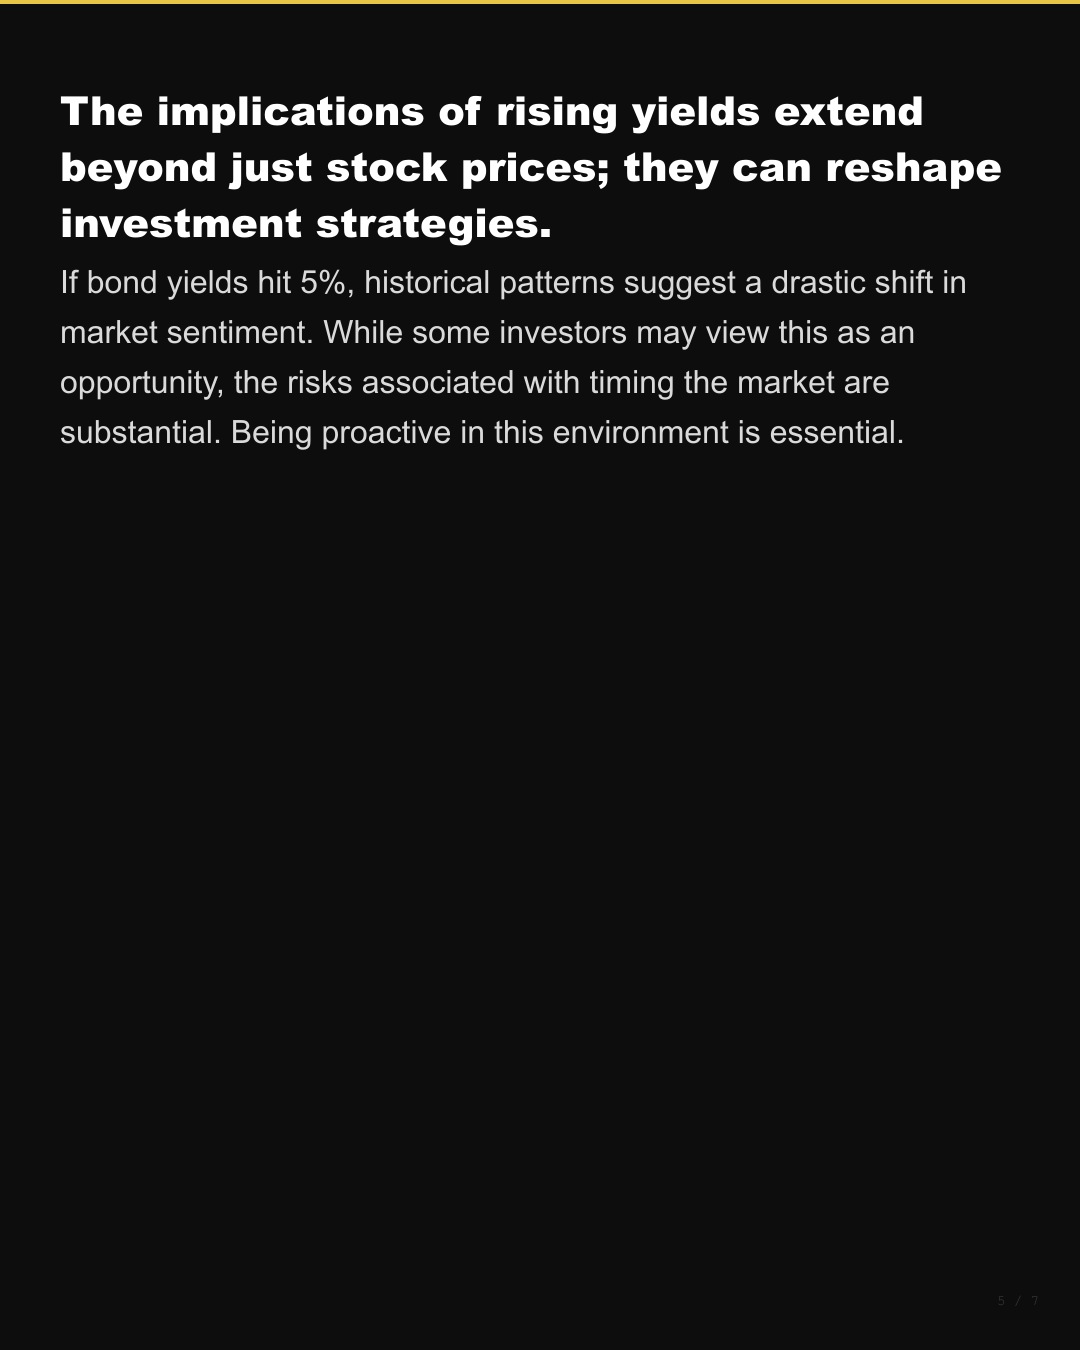 The implications of rising yields extend
beyond just stock prices; they can reshape
investment strategies.
If bond yields hit 5%, historical patterns suggest a drastic shift in
market sentiment. While some investors may view this as an
opportunity, the risks associated with timing the market are
substantial. Being proactive in this environment is essential.
5 / 7